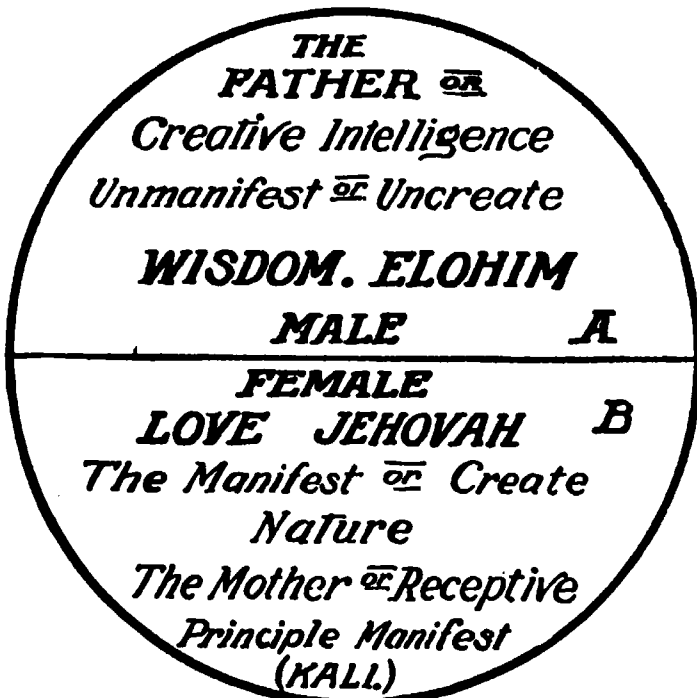 THE
FATHER OR
Creative Intelligence
Unmanifest or Uncreate
WISDOM. ELOHIM
MALE A
FEMALE
LOVE JEHOVAH B
The Manifest or Create
Nature
The Mother or Receptive
Principle Manifest
(KALI.)